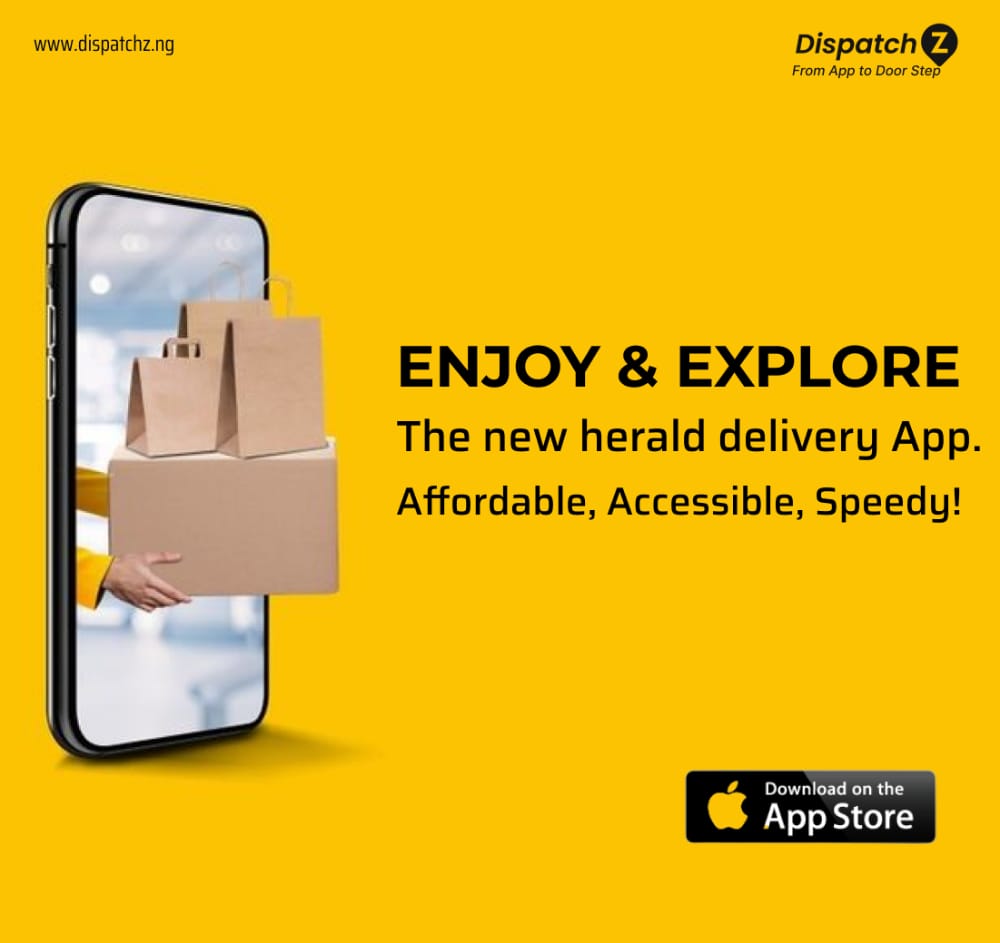 www.dispatchz.ng
Dispatch Z
From App to Door Step
ENJOY & EXPLORE
The new herald delivery App.
Affordable, Accessible, Speedy!
Download on the
App Store